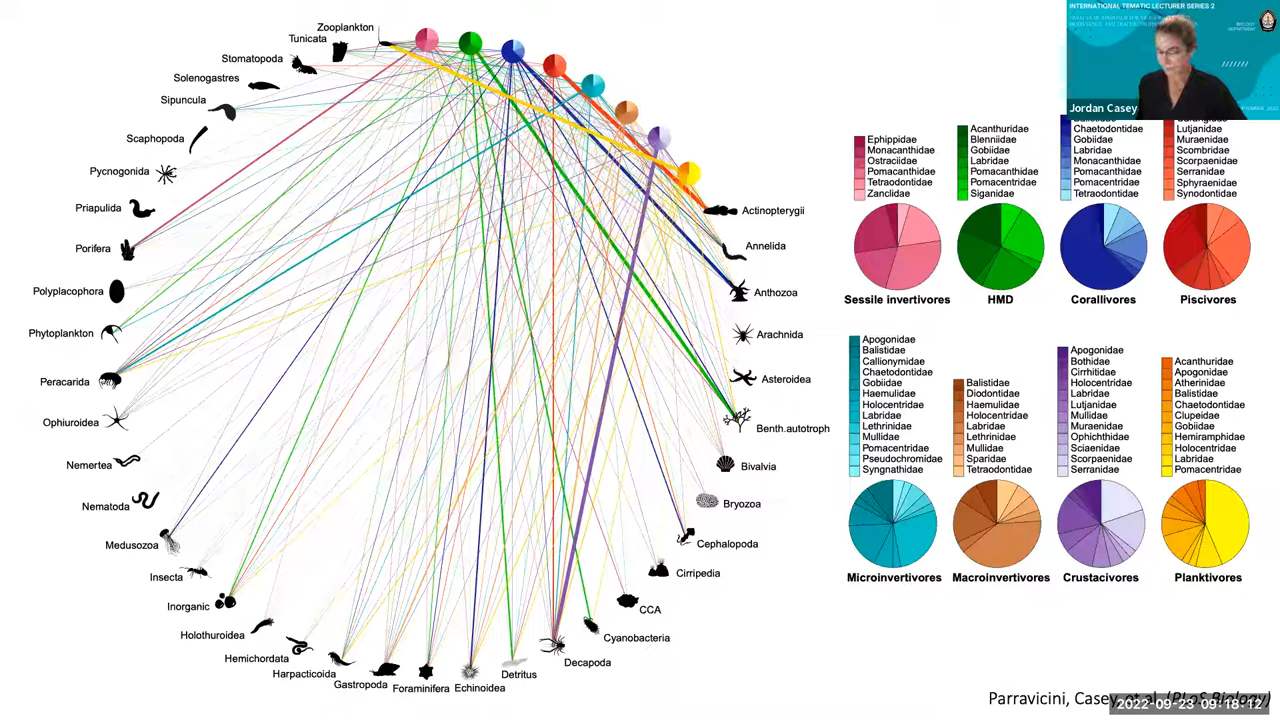 INTERNATIONAL TEMATIC LECTURER SERIES 2
BIOLOGY
DEPARTMENT
Jordan Casey
Zooplankton
Tunicata
Stomatopoda
Solenogastres
Sipuncula
Scaphopoda
Pycnogonida
Priapulida
Porifera
Polyplacophora
Phytoplankton
Peracarida
Ophiuroidea
Nemertea
Nematoda
Medusozoa
Insecta
Inorganic
Holothuroidea
Hemichordata
Harpacticoida
Gastropoda
Foraminifera
Echinoidea
Detritus
Decapoda
Cyanobacteria
CCA
Cirripedia
Cephalopoda
Bryozoa
Bivalvia
Benth.autotroph
Asteroidea
Arachnida
Anthozoa
Annelida
Actinopterygii
Ephippidae
Monacanthidae
Ostraciidae
Pomacanthidae
Tetraodontidae
Zanclidae
Sessile invertivores
Acanthuridae
Blenniidae
Gobiidae
Labridae
Pomacanthidae
Pomacentridae
Siganidae
HMD
Chaetodontidae
Gobiidae
Labridae
Monacanthidae
Pomacanthidae
Pomacentridae
Tetraodontidae
Corallivores
Lutjanidae
Muraenidae
Scombridae
Scorpaenidae
Serranidae
Sphyraenidae
Synodontidae
Piscivores
Apogonidae
Balistidae
Callionymidae
Chaetodontidae
Gobiidae
Haemulidae
Holocentridae
Labridae
Lethrinidae
Mullidae
Pomacentridae
Pseudochromidae
Syngnathidae
Microinvertivores
Balistidae
Diodontidae
Haemulidae
Holocentridae
Labridae
Lethrinidae
Mullidae
Sparidae
Tetraodontidae
Macroinvertivores
Apogonidae
Bothidae
Cirrhitidae
Holocentridae
Labridae
Lutjanidae
Mullidae
Muraenidae
Ophichthidae
Sciaenidae
Scorpaenidae
Serranidae
Crustacivores
Acanthuridae
Apogonidae
Atherinidae
Balistidae
Chaetodontidae
Clupeidae
Gobiidae
Hemiramphidae
Holocentridae
Labridae
Pomacentridae
Planktivores
Parravicini, Casey, et al. (PLoS Biology)
2022-09-23 09:18:12